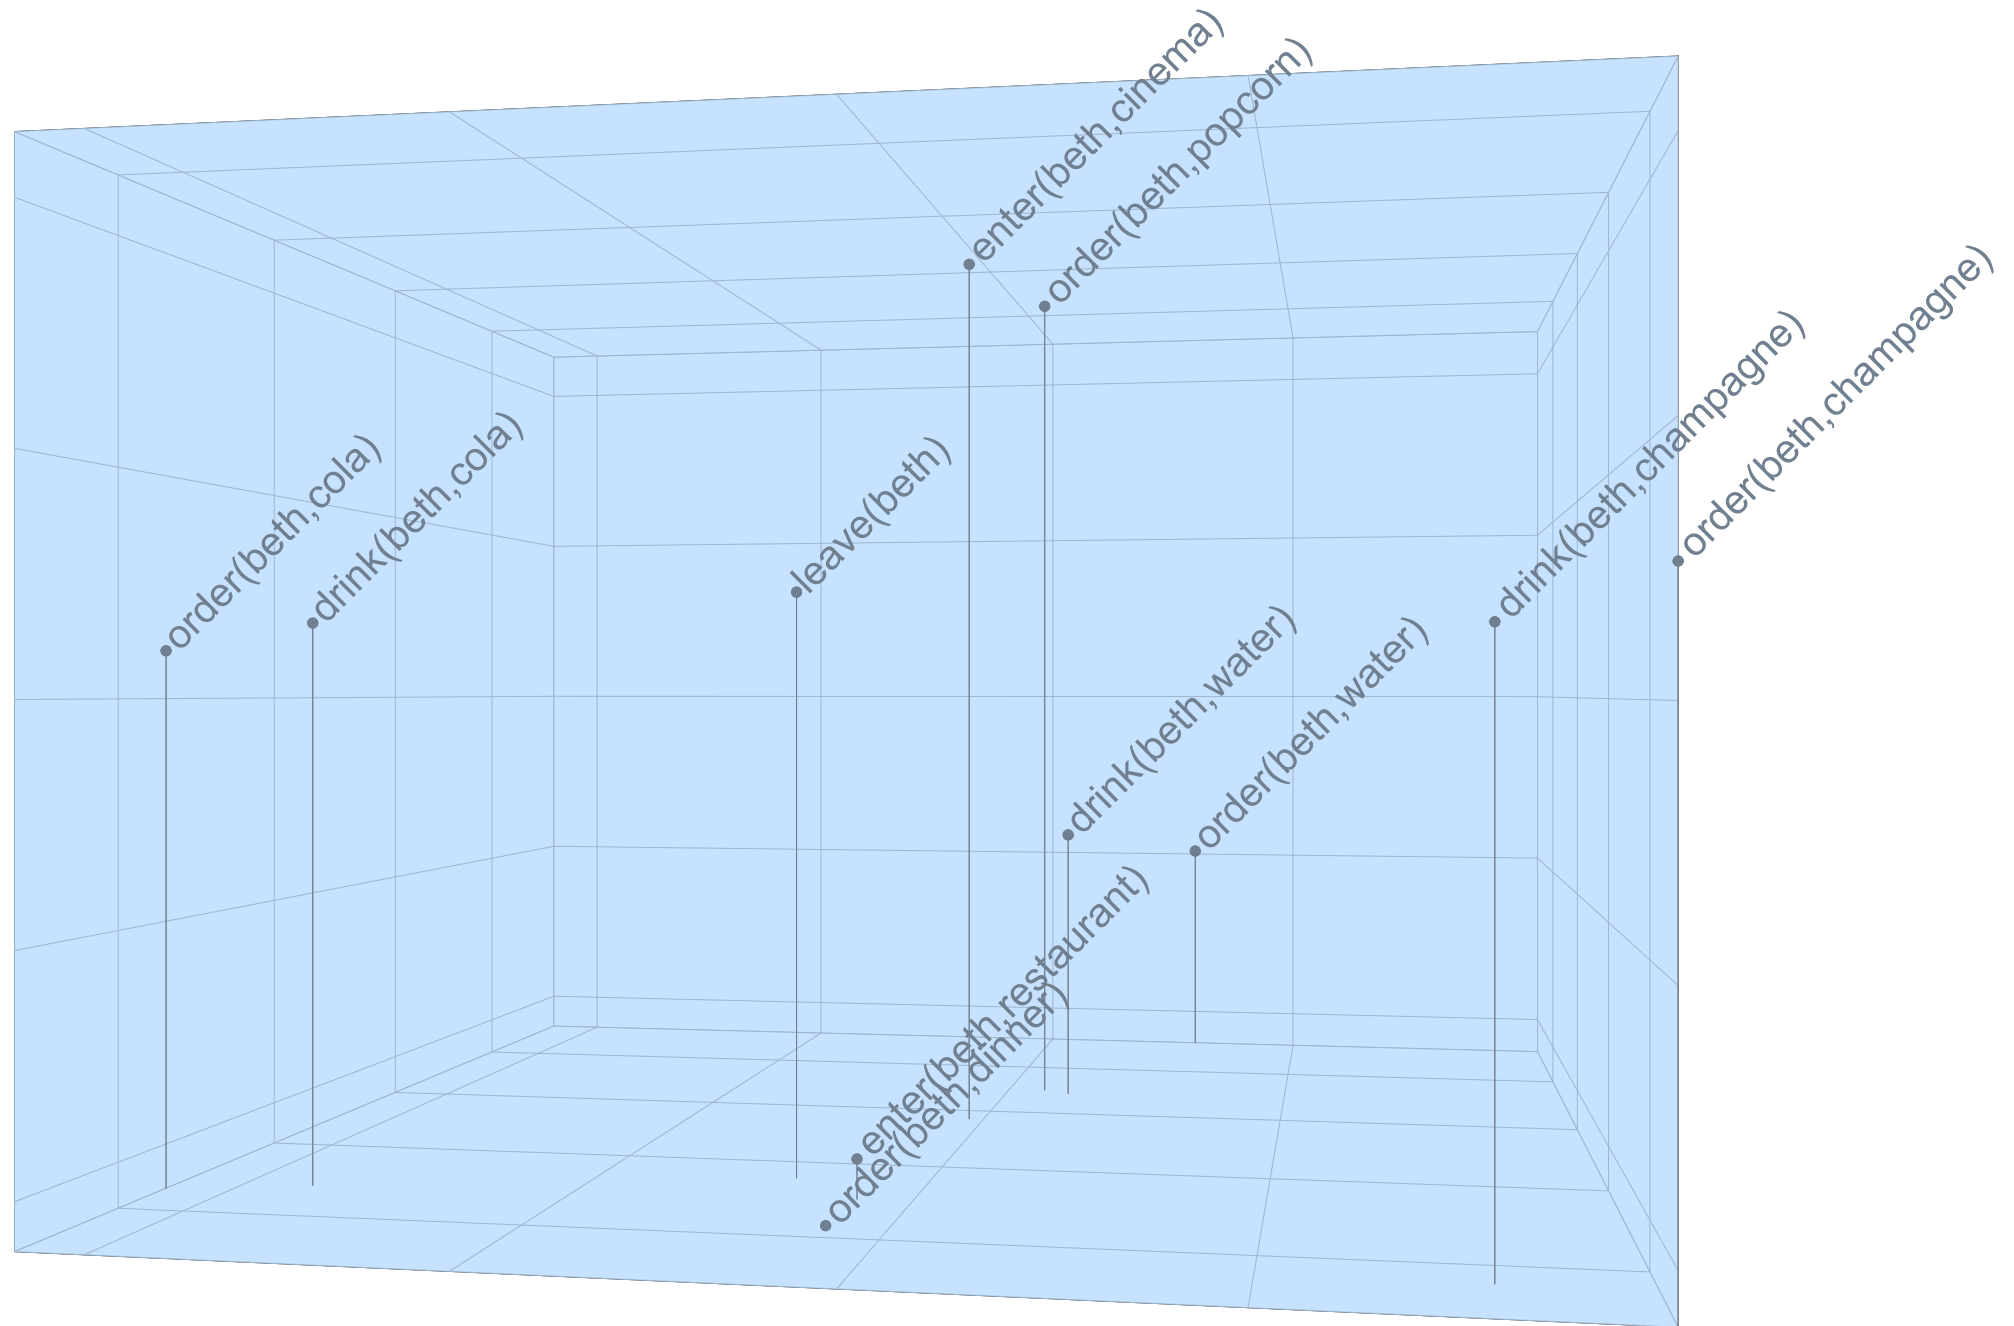 enter(beth,cinema)
order(beth,popcorn)
order(beth,champagne)
drink(beth,champagne)
order(beth,cola)
drink(beth,cola)
leave(beth)
drink(beth,water)
order(beth,water)
enter(beth,restaurant)
order(beth,dinner)